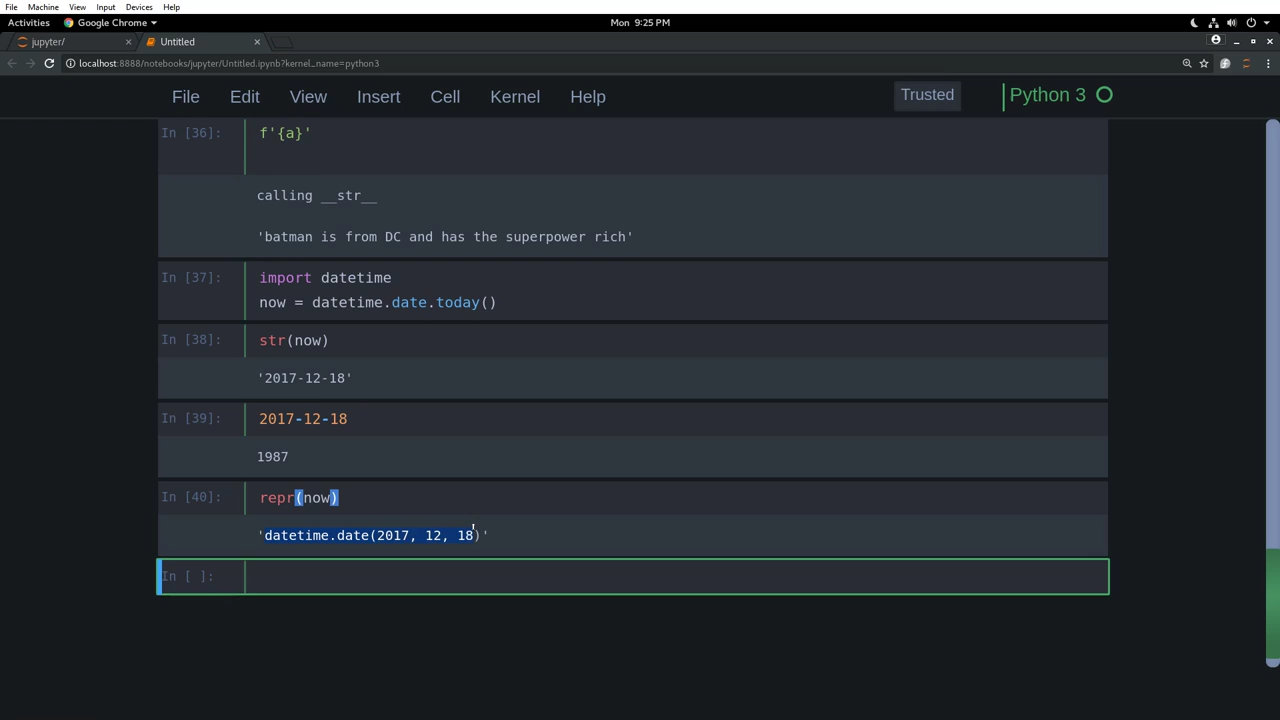 File Machine View Input Devices Help
Activities Google Chrome Mon 9:25 PM
jupyter/ Untitled
localhost:8888/notebooks/jupyter/Untitled.ipynb?kernel_name=python3
File Edit View Insert Cell Kernel Help Trusted Python 3
In [36]: f'{a}'
calling __str__
'batman is from DC and has the superpower rich'
In [37]: import datetime
now = datetime.date.today()
In [38]: str(now)
'2017-12-18'
In [39]: 2017-12-18
1987
In [40]: repr(now)
'datetime.date(2017, 12, 18)'
In [ ]: